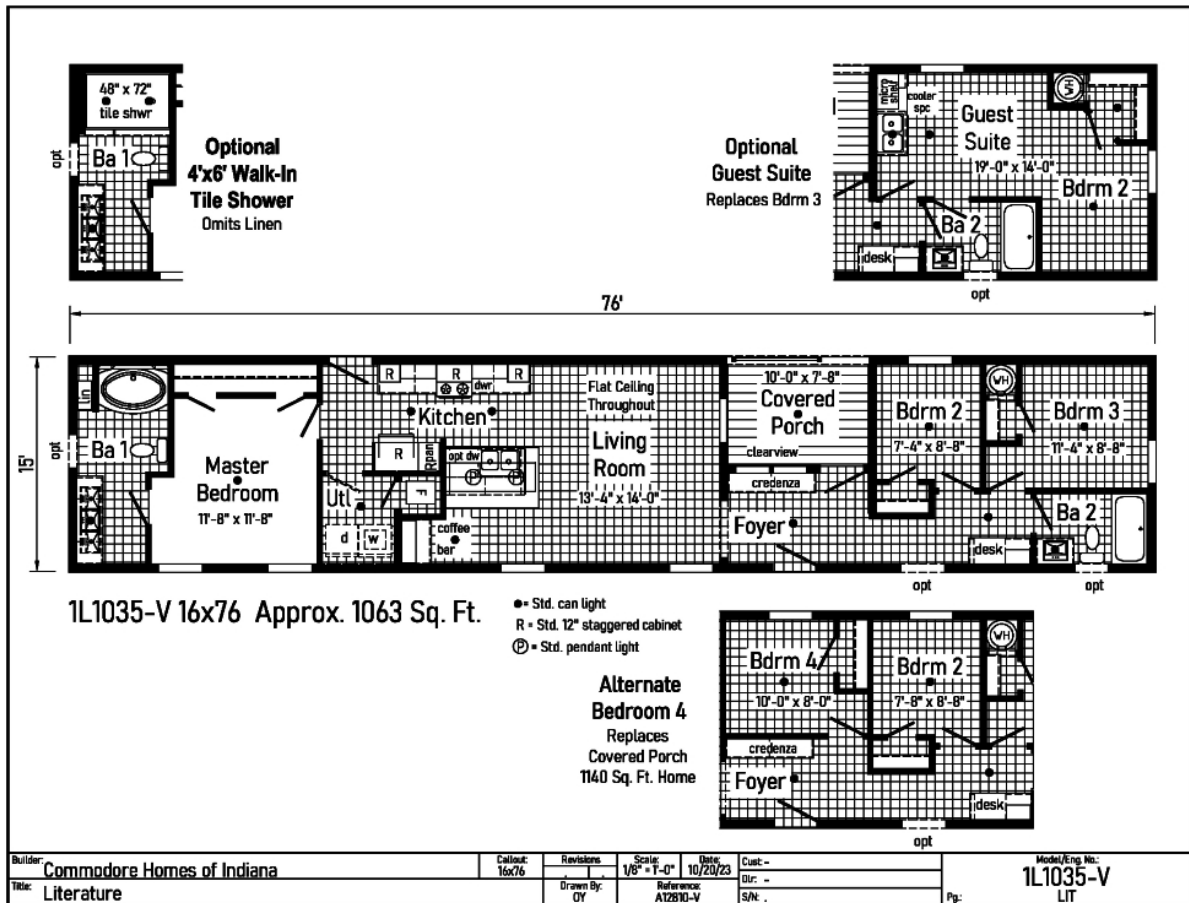 48" x 72"
tile shwr
Ba 1
opt
Optional
4'x6' Walk-In
Tile Shower
Omits Linen
Optional
Guest Suite
Replaces Bdrm 3
micro
shelf
cooler
spc
Guest
Suite
19'-0" x 14'-0"
WH
Bdrm 2
Ba 2
desk
opt
76'
15'
lin
opt
Ba 1
Master
Bedroom
11'-8" x 11'-8"
R
R
R
dwr
Kitchen
R
Rpan
opt dw
P
P
Utl
F
d
w
coffee
bar
Flat Ceiling
Throughout
Living
Room
13'-4" x 14'-0"
10'-0" x 7'-8"
Covered
Porch
clearview
credenza
Foyer
Bdrm 2
7'-4" x 8'-8"
WH
Bdrm 3
11'-4" x 8'-8"
Ba 2
desk
opt
opt
1L1035-V 16x76 Approx. 1063 Sq. Ft.
= Std. can light
R = Std. 12" staggered cabinet
P = Std. pendant light
Alternate
Bedroom 4
Replaces
Covered Porch
1140 Sq. Ft. Home
Bdrm 4
10'-0" x 8'-0"
Bdrm 2
7'-8" x 8'-8"
WH
credenza
Foyer
desk
opt
Builder: Commodore Homes of Indiana
Title: Literature
Callout: 16x76
Revisions
Scale: 1/8" = 1'-0"
Date: 10/20/23
Drawn By: OY
Reference: A12810-V
Cust: -
Dlr: -
S/N: .
Model/Eng. No.:
1L1035-V
Pg.: LIT